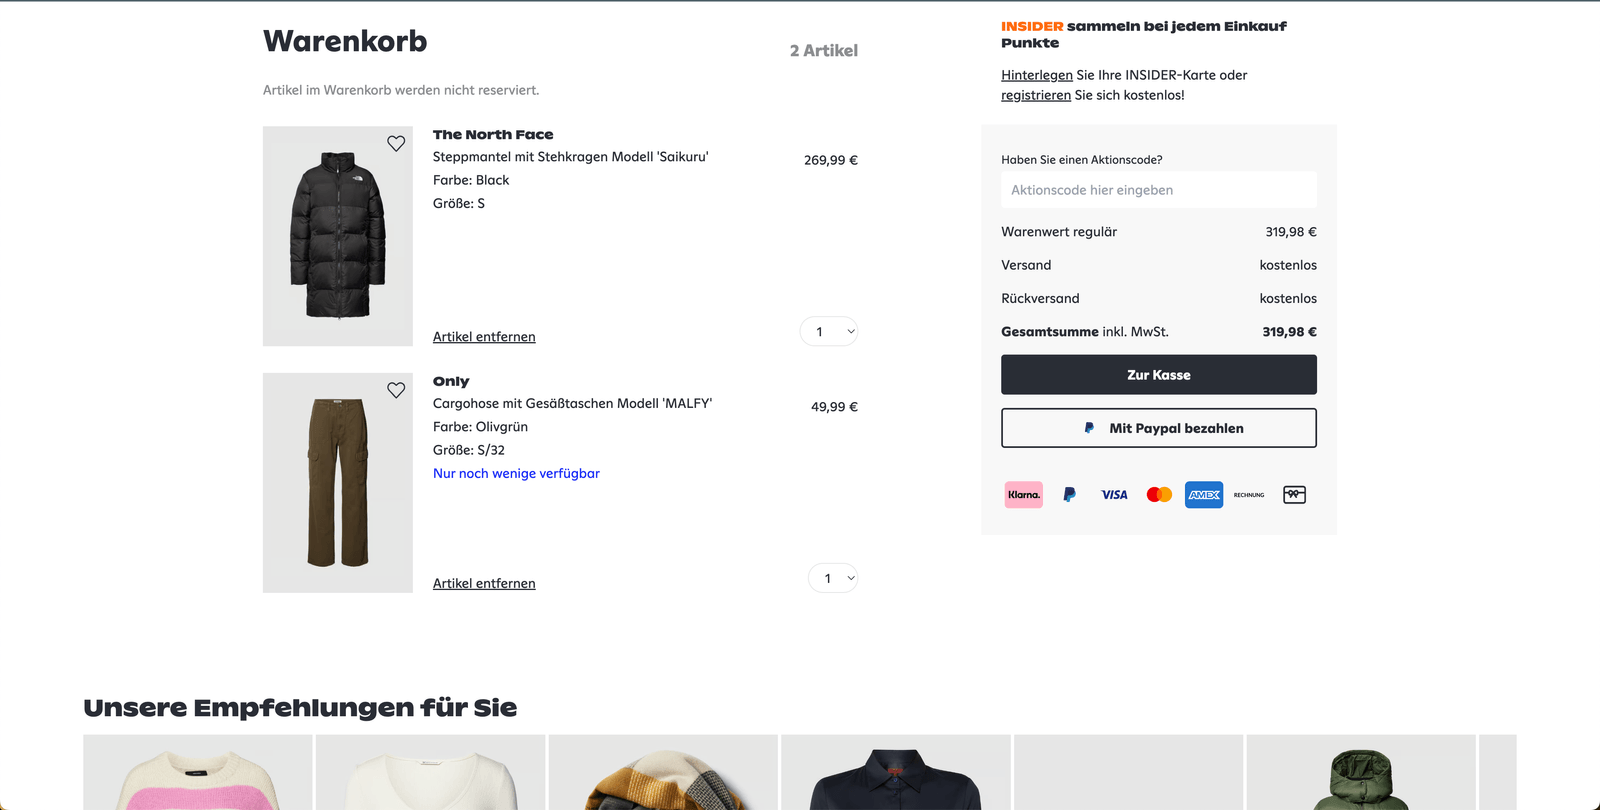 Warenkorb
2 Artikel
Artikel im Warenkorb werden nicht reserviert.
The North Face
Steppmantel mit Stehkragen Modell 'Saikuru'
269,99 €
Farbe: Black
Größe: S
Artikel entfernen
1
Only
Cargohose mit Gesäßtaschen Modell 'MALFY'
49,99 €
Farbe: Olivgrün
Größe: S/32
Nur noch wenige verfügbar
Artikel entfernen
1
INSIDER sammeln bei jedem Einkauf
Punkte
Hinterlegen Sie Ihre INSIDER-Karte oder
registrieren Sie sich kostenlos!
Haben Sie einen Aktionscode?
Aktionscode hier eingeben
Warenwert regulär 319,98 €
Versand kostenlos
Rückversand kostenlos
Gesamtsumme inkl. MwSt. 319,98 €
Zur Kasse
Mit Paypal bezahlen
Klarna. VISA AMEX RECHNUNG
Unsere Empfehlungen für Sie